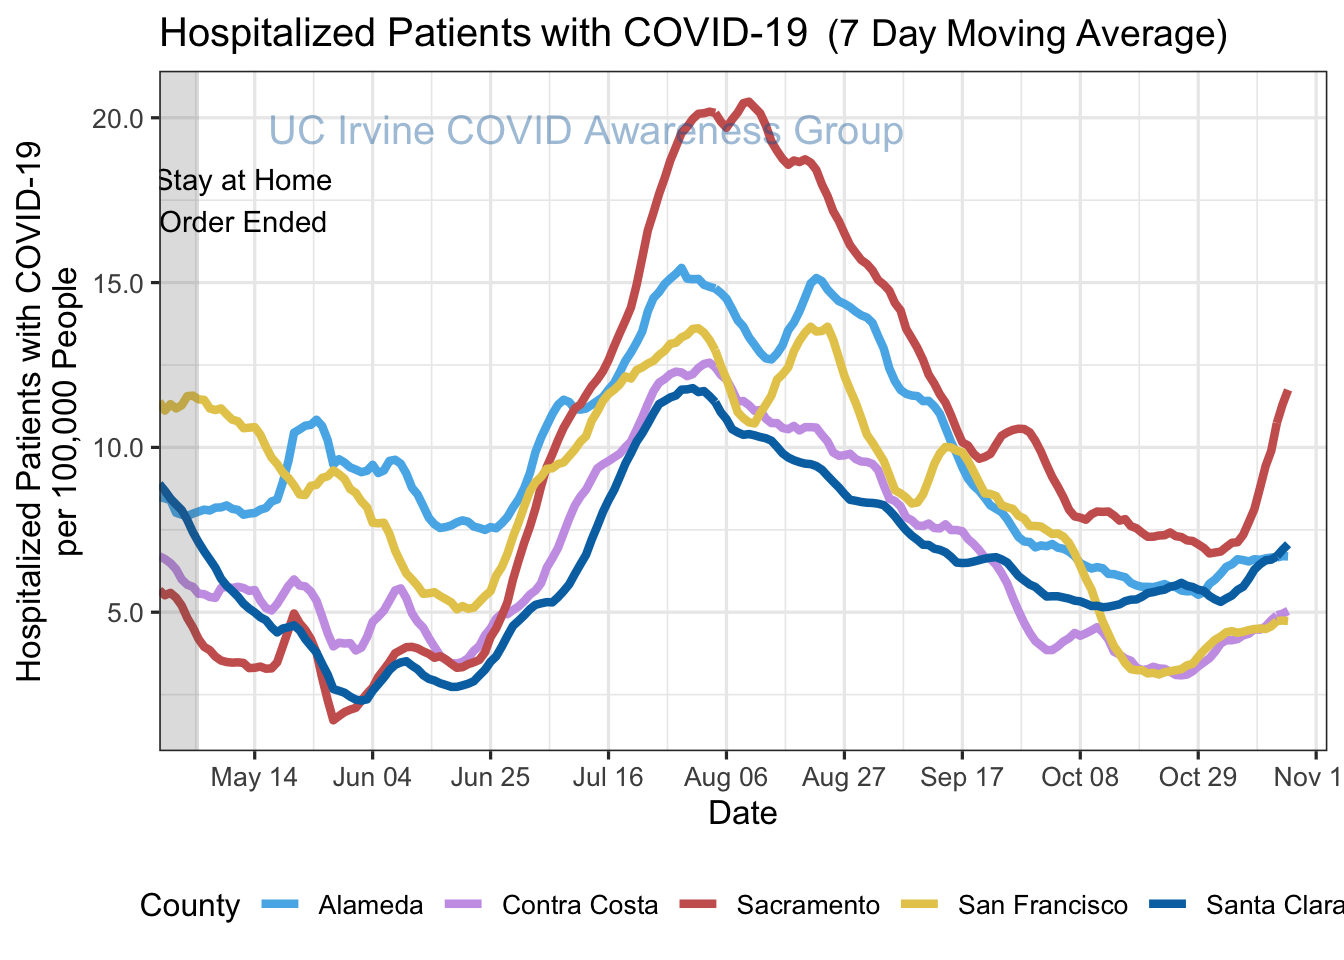 Hospitalized Patients with COVID-19 (7 Day Moving Average)
Hospitalized Patients with COVID-19
per 100,000 People
20.0
15.0
10.0
5.0
UC Irvine COVID Awareness Group
Stay at Home
Order Ended
May 14 Jun 04 Jun 25 Jul 16 Aug 06 Aug 27 Sep 17 Oct 08 Oct 29 Nov 1
Date
County Alameda Contra Costa Sacramento San Francisco Santa Clara